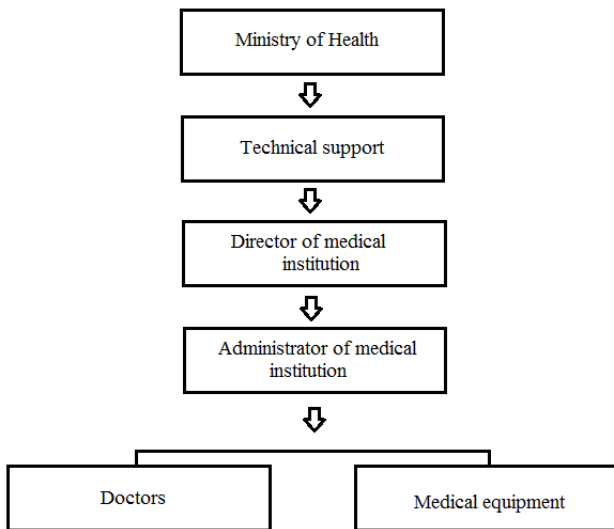 Ministry of Health
Technical support
Director of medical
institution
Administrator of medical
institution
Doctors
Medical equipment